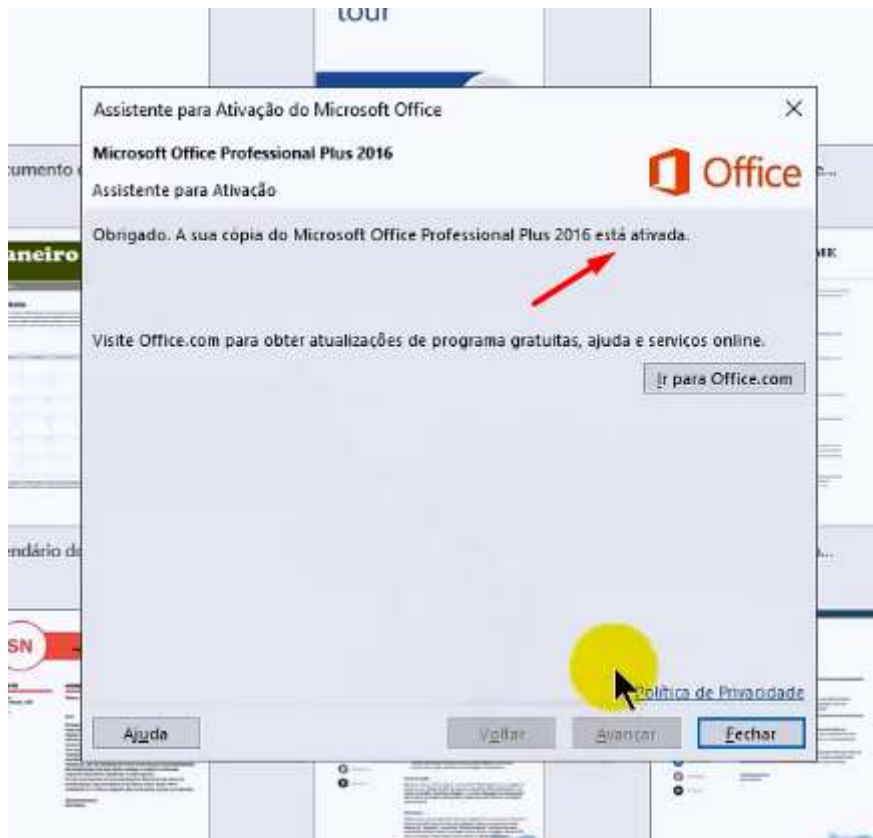 tour
Assistente para Ativação do Microsoft Office
Microsoft Office Professional Plus 2016
Office
umento
Assistente para Ativação
Obrigado. A sua cópia do Microsoft Office Professional Plus 2016 está ativada.
aneiro
Visite Office.com para obter atualizações de programa gratuitas, ajuda e serviços online.
Ir para Office.com
endário de
SN
Política de Privacidade
Ajuda
Voltar
Avançar
Fechar